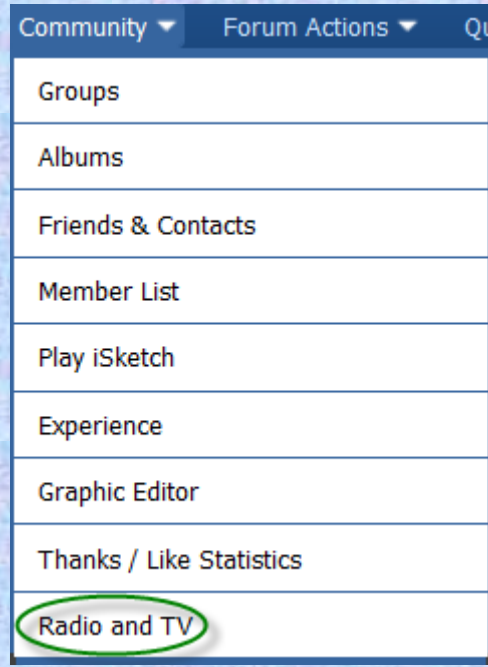 Community Forum Actions Qu
Groups
Albums
Friends & Contacts
Member List
Play iSketch
Experience
Graphic Editor
Thanks / Like Statistics
Radio and TV